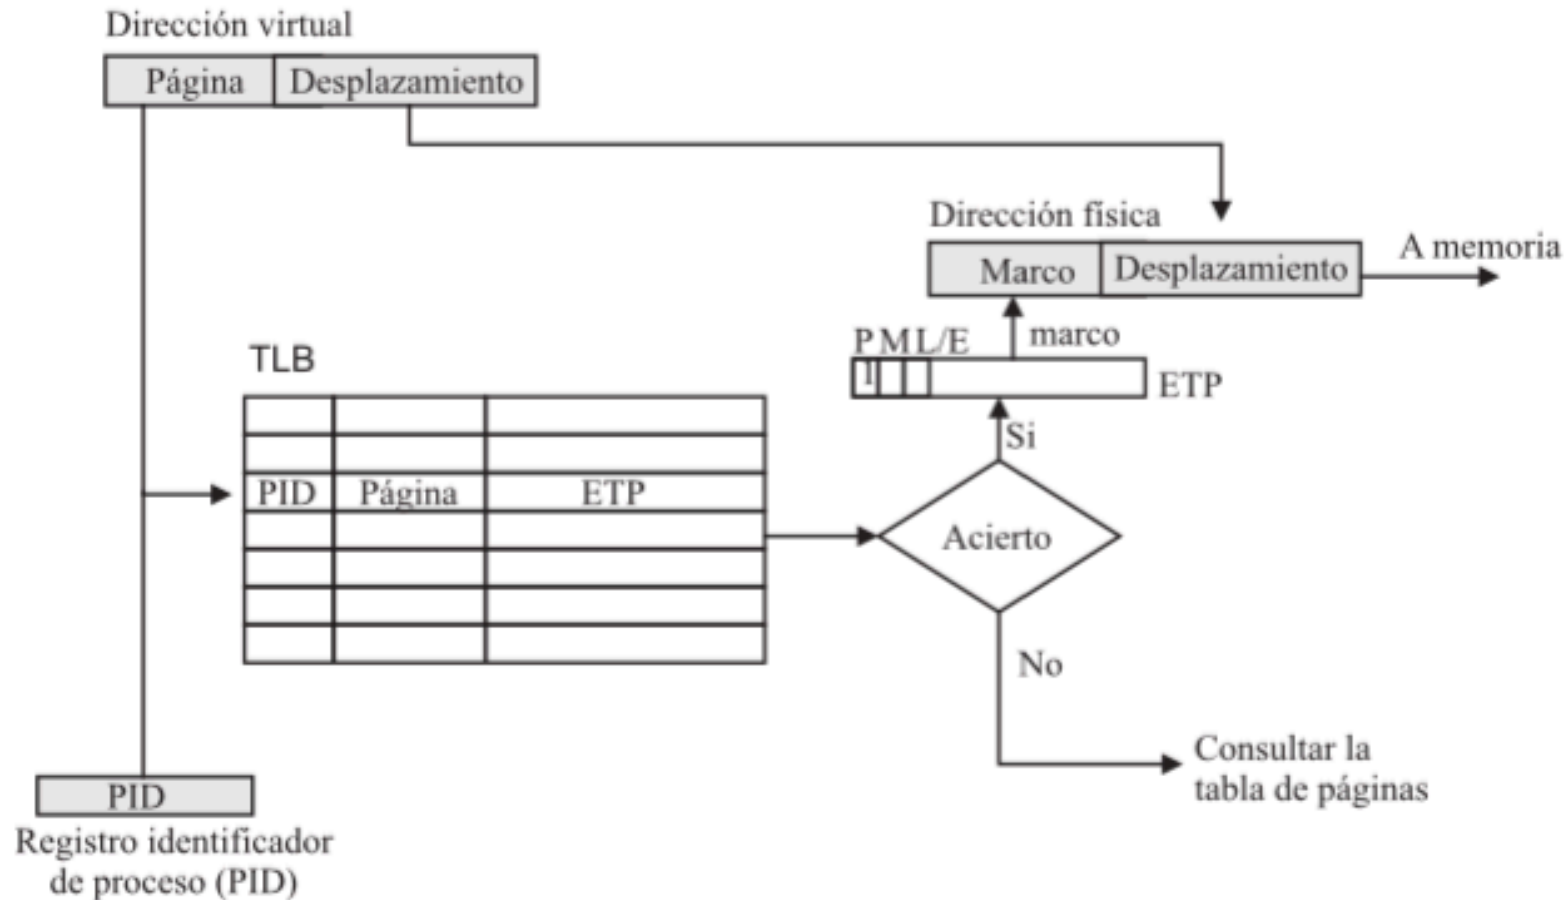 Dirección virtual
Página Desplazamiento
Dirección física
Marco Desplazamiento
A memoria
P M L/E marco
1
ETP
TLB
Si
PID Página ETP
Acierto
No
Consultar la
tabla de páginas
PID
Registro identificador
de proceso (PID)